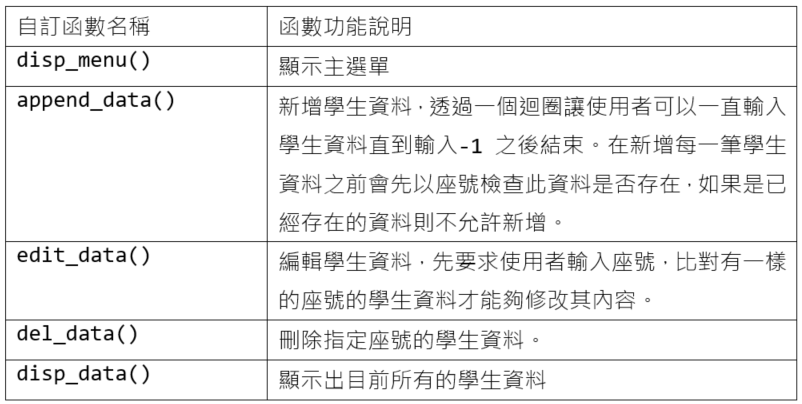 自訂函數名稱 函數功能說明
disp_menu() 顯示主選單
append_data() 新增學生資料，透過一個迴圈讓使用者可以一直輸入
學生資料直到輸入-1 之後結束。在新增每一筆學生
資料之前會先以座號檢查此資料是否存在，如果是已
經存在的資料則不允許新增。
edit_data() 編輯學生資料，先要求使用者輸入座號，比對有一樣
的座號的學生資料才能夠修改其內容。
del_data() 刪除指定座號的學生資料。
disp_data() 顯示出目前所有的學生資料